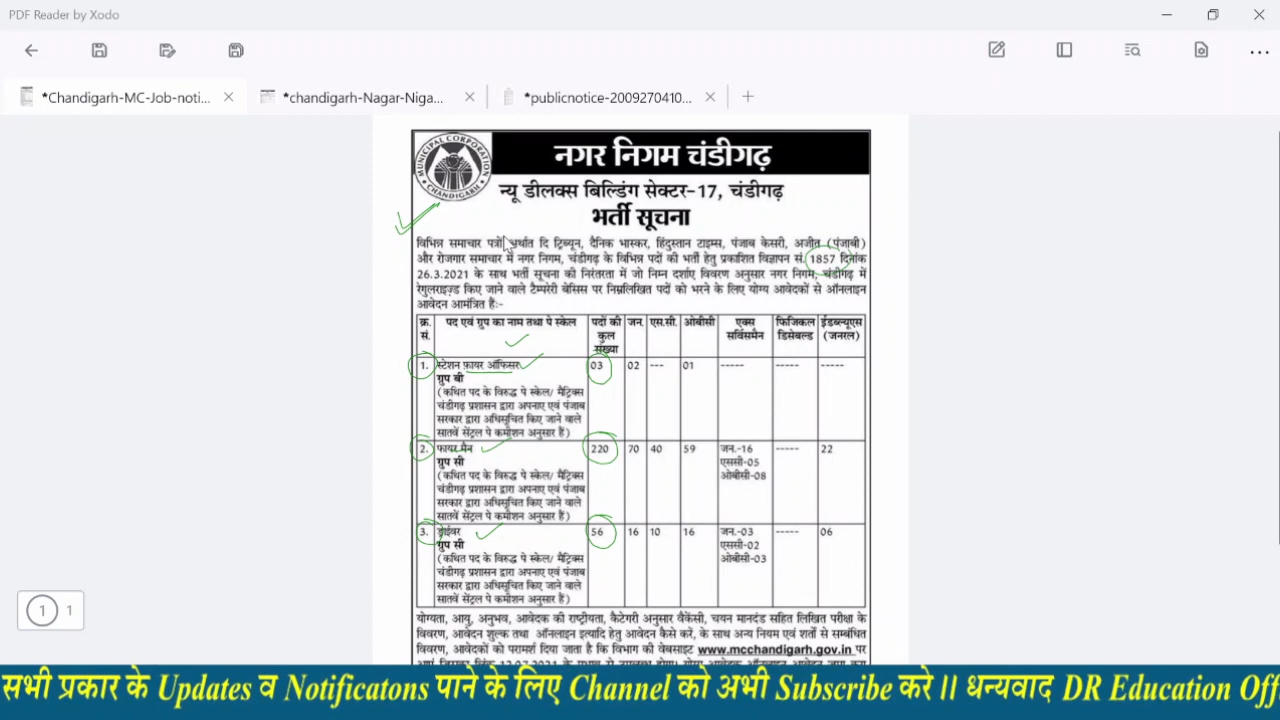 PDF Reader by Xodo
*Chandigarh-MC-Job-noti...
*chandigarh-Nagar-Niga...
*publicnotice-2009270410...
MUNICIPAL CORPORATION CHANDIGARH
नगर निगम चंडीगढ़
न्यू डीलक्स बिल्डिंग सेक्टर-17, चंडीगढ़
भर्ती सूचना
विभिन्न समाचार पत्रों अर्थात दि ट्रिब्यून, दैनिक भास्कर, हिंदुस्तान टाइम्स, पंजाब केसरी, अजीत (पंजाबी)
और रोजगार समाचार में नगर निगम, चंडीगढ़ के विभिन्न पदों की भर्ती हेतु प्रकाशित विज्ञापन सं. 1857 दिनांक
26.3.2021 के साथ भर्ती सूचना की निरंतरता में जो निम्न दर्शाए विवरण अनुसार नगर निगम, चंडीगढ़ में
रेगुलराइज्ड किए जाने वाले टैम्परेरी बेसिस पर निम्नलिखित पदों को भरने के लिए योग्य आवेदकों से ऑनलाइन
आवेदन आमंत्रित हैं:-
क्र. सं. पद एवं ग्रुप का नाम तथा पे स्केल पदों की कुल संख्या जन. एस.सी. ओबीसी एक्स सर्विसमैन फिजिकल डिसेबल्ड ईडब्ल्यूएस (जनरल)
1. स्टेशन फ़ायर ऑफिसर 03 02 --- 01 ----- ----- -----
ग्रुप बी
(कथित पद के विरुद्ध पे स्केल/ मैट्रिक्स
चंडीगढ़ प्रशासन द्वारा अपनाए एवं पंजाब
सरकार द्वारा अधिसूचित किए जाने वाले
सातवें सेंट्रल पे कमीशन अनुसार हैं)
2. फायर मैन 220 70 40 59 जन.-16 ----- 22
ग्रुप सी एससी-05
(कथित पद के विरुद्ध पे स्केल/ मैट्रिक्स ओबीसी-08
चंडीगढ़ प्रशासन द्वारा अपनाए एवं पंजाब
सरकार द्वारा अधिसूचित किए जाने वाले
सातवें सेंट्रल पे कमीशन अनुसार हैं)
3. ड्राईवर 56 16 10 16 जन.-03 ----- 06
ग्रुप सी एससी-02
(कथित पद के विरुद्ध पे स्केल/ मैट्रिक्स ओबीसी-03
चंडीगढ़ प्रशासन द्वारा अपनाए एवं पंजाब
सरकार द्वारा अधिसूचित किए जाने वाले
सातवें सेंट्रल पे कमीशन अनुसार हैं)
योग्यता, आयु, अनुभव, आवेदक की राष्ट्रीयता, कैटेगरी अनुसार वैकेंसी, चयन मानदंड सहित लिखित परीक्षा के
विवरण, आवेदन शुल्क तथा ऑनलाइन इत्यादि हेतु आवेदन कैसे करें, के साथ अन्य नियम एवं शर्तों से सम्बंधित
विवरण, आवेदकों को परामर्श दिया जाता है कि विभाग की वेबसाइट www.mcchandigarh.gov.in पर
1 1
सभी प्रकार के Updates व Notificatons पाने के लिए Channel को अभी Subscribe करे।। धन्यवाद DR Education Off